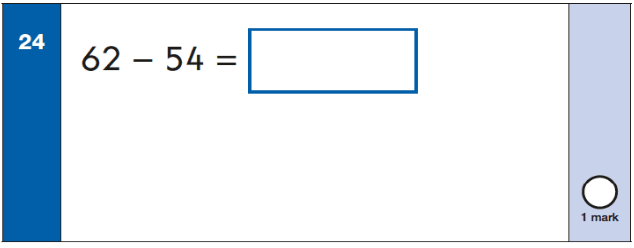 24
62 – 54 =
1 mark